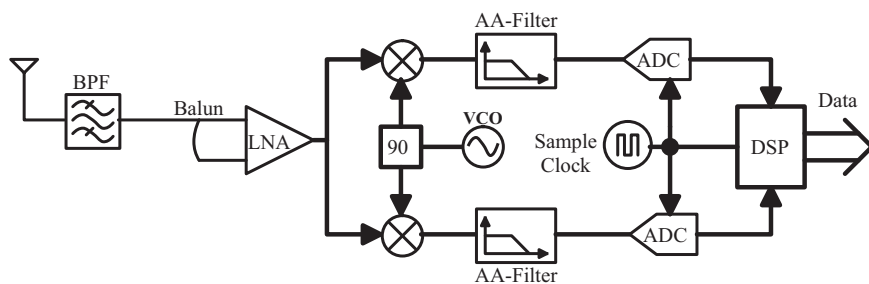 AA-Filter
BPF
Balun
LNA
90
VCO
Sample
Clock
ADC
Data
DSP
ADC
AA-Filter